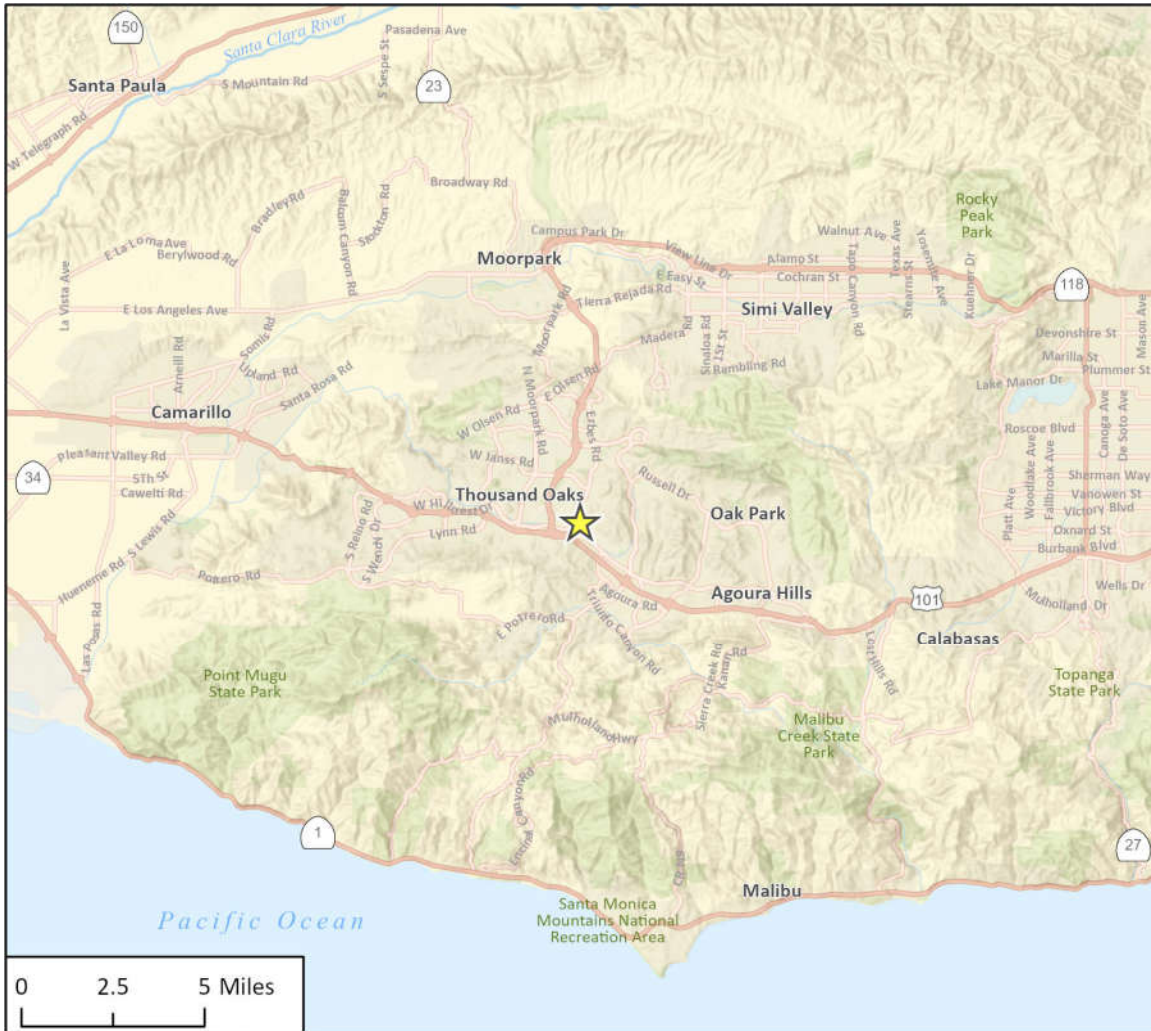 150
Santa Clara River
Pasadena Ave
S Sespe St
Santa Paula
S Mountain Rd
23
W Telegraph Rd
Broadway Rd
Bradley Rd
Balcom Canyon Rd
Stockton Rd
Rocky
Peak
Park
E La Loma Ave
Berylwood Rd
La Vista Ave
Campus Park Dr
Moorpark
View Line Dr
Walnut Ave
Alamo St
Cochran St
Tapo Canyon Rd
Texas Ave
Stearns St
Yosemite Ave
Kuehner Dr
118
E Easy St
Tierra Rejada Rd
Simi Valley
E Los Angeles Ave
Moorpark Rd
Madera Rd
Sinaloa Rd
1St St
Rambling Rd
Devonshire St
Mason Ave
Marilla St
Plummer St
Lake Manor Dr
Somis Rd
Arneill Rd
Upland Rd
Santa Rosa Rd
Camarillo
N Moorpark Rd
E Olsen Rd
W Olsen Rd
Erbes Rd
W Janss Rd
Roscoe Blvd
Canoga Ave
De Soto Ave
Woodlake Ave
Fallbrook Ave
Pleasant Valley Rd
34
5Th St
Cawelti Rd
Sherman Way
Vanowen St
Victory Blvd
Platt Ave
Oxnard St
Burbank Blvd
Thousand Oaks
W Hillcrest Dr
Lynn Rd
Russell Dr
Oak Park
S Reino Rd
S Wendy Dr
S Lewis Rd
Hueneme Rd
Potrero Rd
Las Posas Rd
Agoura Rd
Agoura Hills
101
Wells Dr
Mulholland Dr
E Potrero Rd
Triunfo Canyon Rd
Calabasas
Lost Hills Rd
Sierra Creek Rd
Kanan Rd
Point Mugu
State Park
Topanga
State Park
Mulholland Hwy
Malibu
Creek State
Park
Encinal Canyon Rd
1
27
Malibu
Santa Monica
Mountains National
Recreation Area
Pacific Ocean
0 2.5 5 Miles